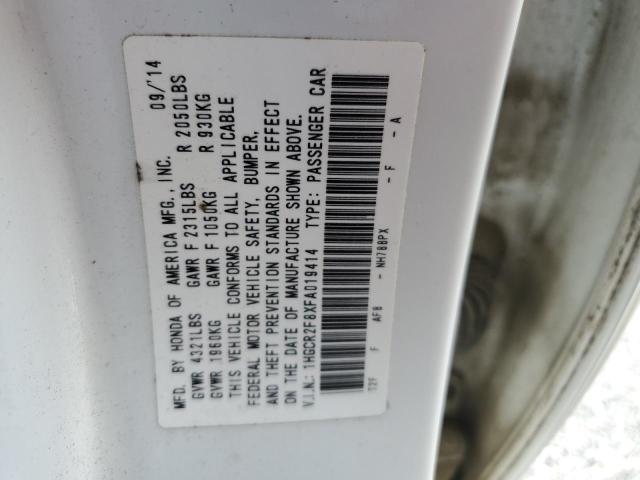 MFD. BY HONDA OF AMERICA MFG., INC. 09/'14
GVWR 4321LBS GAWR F 2315LBS R 2050LBS
GVWR 1960KG GAWR F 1050KG R 930KG
THIS VEHICLE CONFORMS TO ALL APPLICABLE
FEDERAL MOTOR VEHICLE SAFETY, BUMPER,
AND THEFT PREVENTION STANDARDS IN EFFECT
ON THE DATE OF MANUFACTURE SHOWN ABOVE.
V.I.N.: 1HGCR2F8XFA019414 TYPE: PASSENGER CAR
T2F F AF8 - NH788PX - F - A